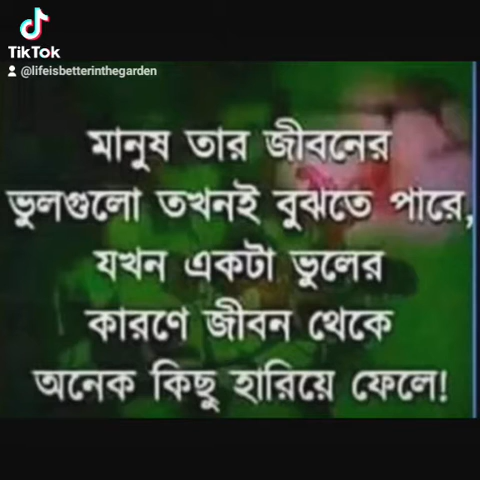 TikTok
@lifeisbetterinthegarden
মানুষ তার জীবনের
ভুলগুলো তখনই বুঝতে পারে,
যখন একটা ভুলের
কারণে জীবন থেকে
অনেক কিছু হারিয়ে ফেলে!